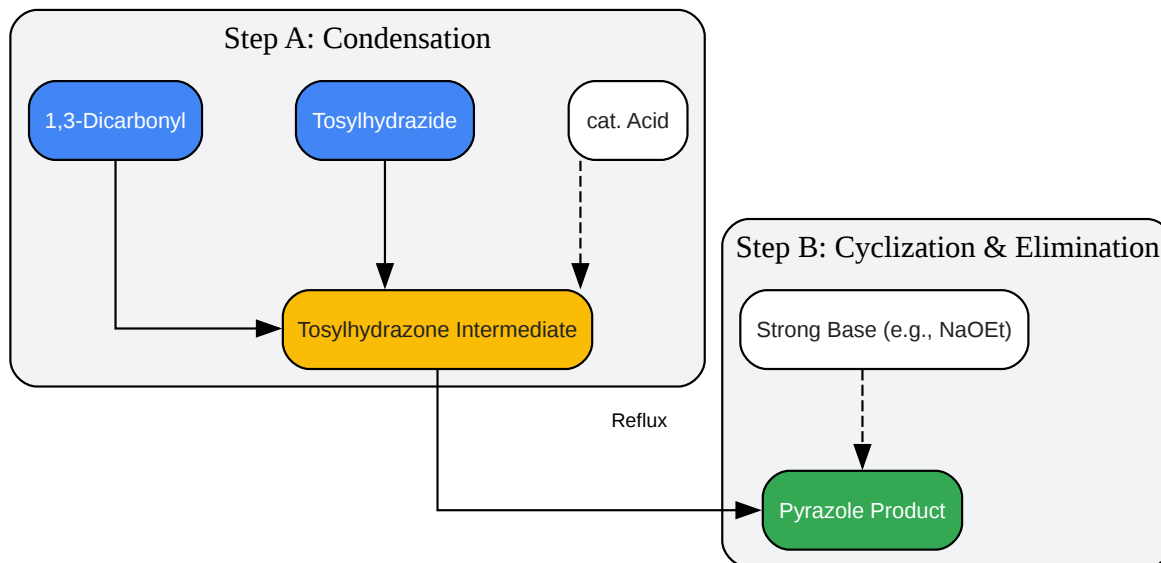 Step A: Condensation
1,3-Dicarbonyl
Tosylhydrazide
cat. Acid
Tosylhydrazone Intermediate
Step B: Cyclization & Elimination
Strong Base (e.g., NaOEt)
Reflux
Pyrazole Product